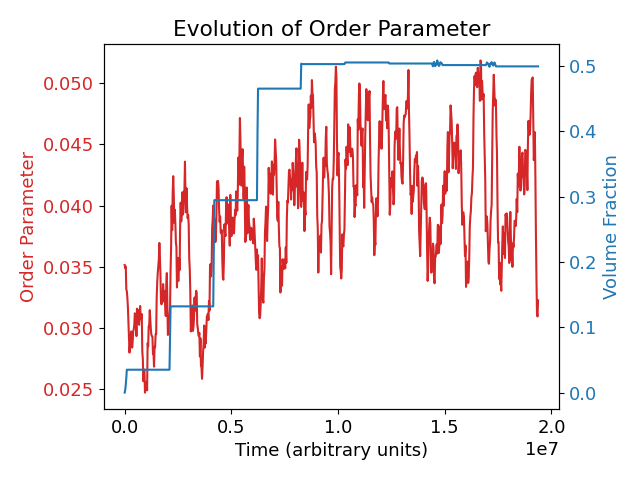 Evolution of Order Parameter
0.050
0.045
0.040
0.035
0.030
0.025
Order Parameter
0.5
0.4
0.3
0.2
0.1
0.0
Volume Fraction
0.0 0.5 1.0 1.5 2.0
1e7
Time (arbitrary units)